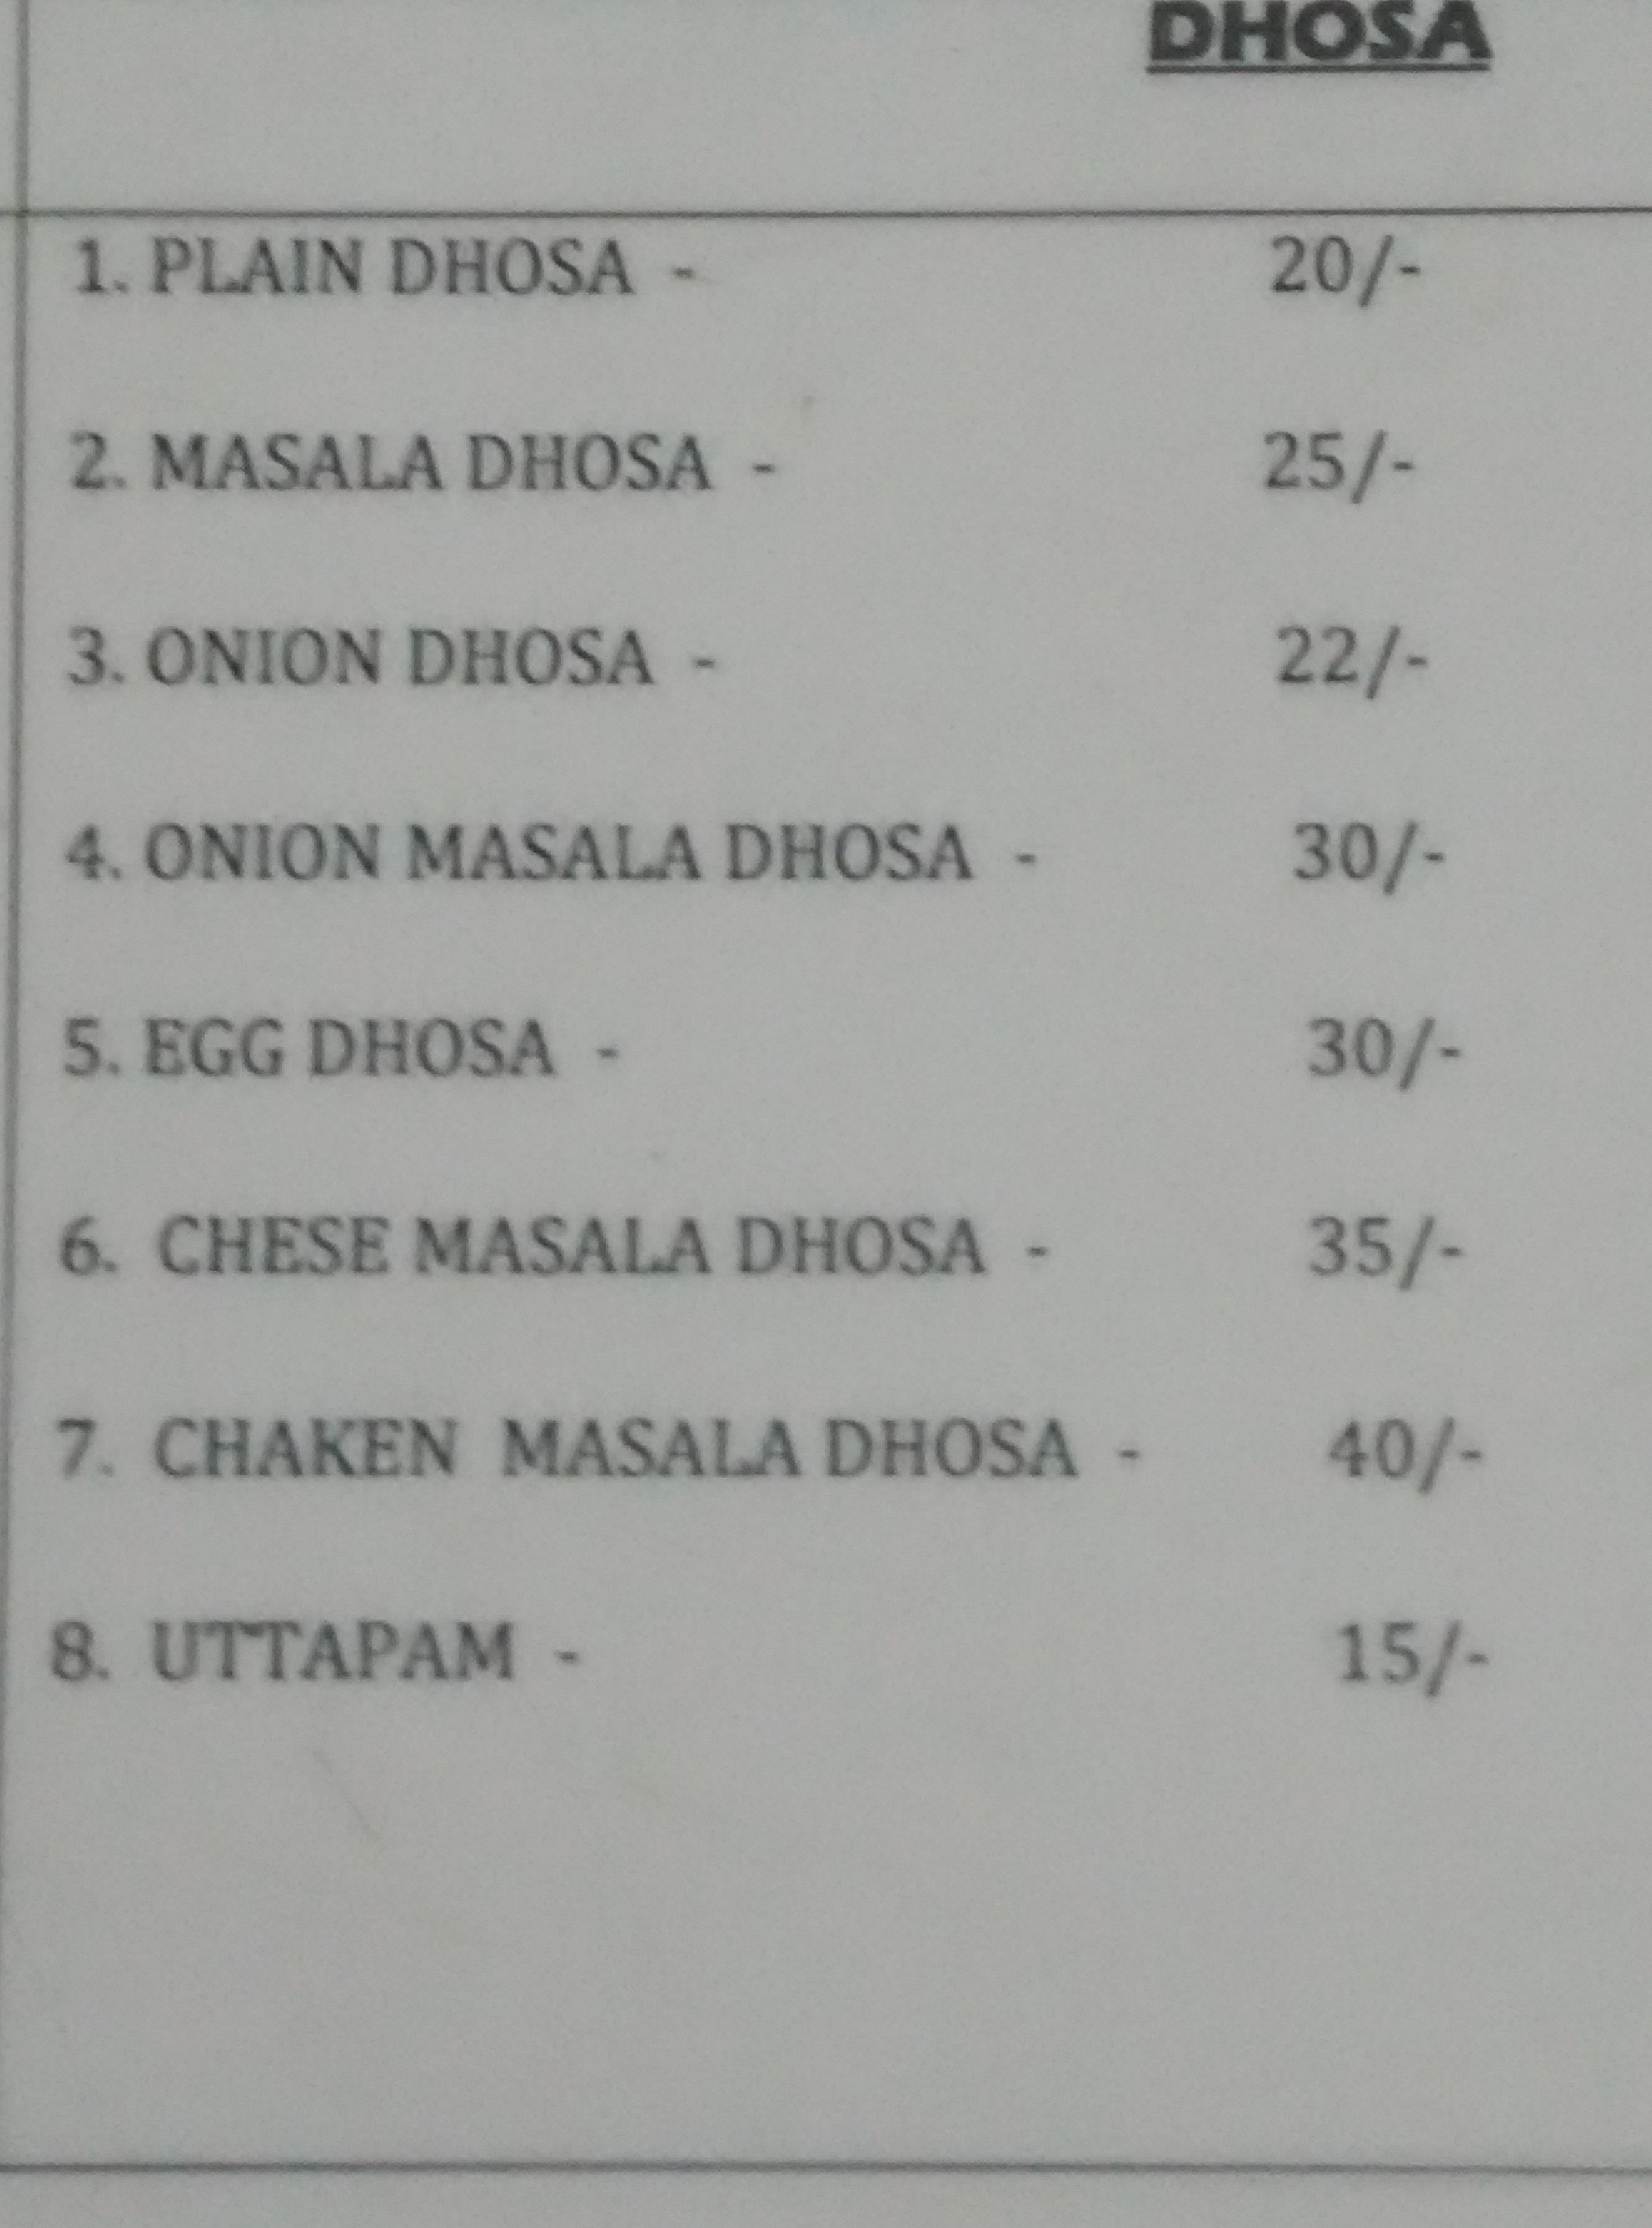 DHOSA
1. PLAIN DHOSA - 20/-
2. MASALA DHOSA - 25/-
3. ONION DHOSA - 22/-
4. ONION MASALA DHOSA - 30/-
5. EGG DHOSA - 30/-
6. CHESE MASALA DHOSA - 35/-
7. CHAKEN MASALA DHOSA - 40/-
8. UTTAPAM - 15/-